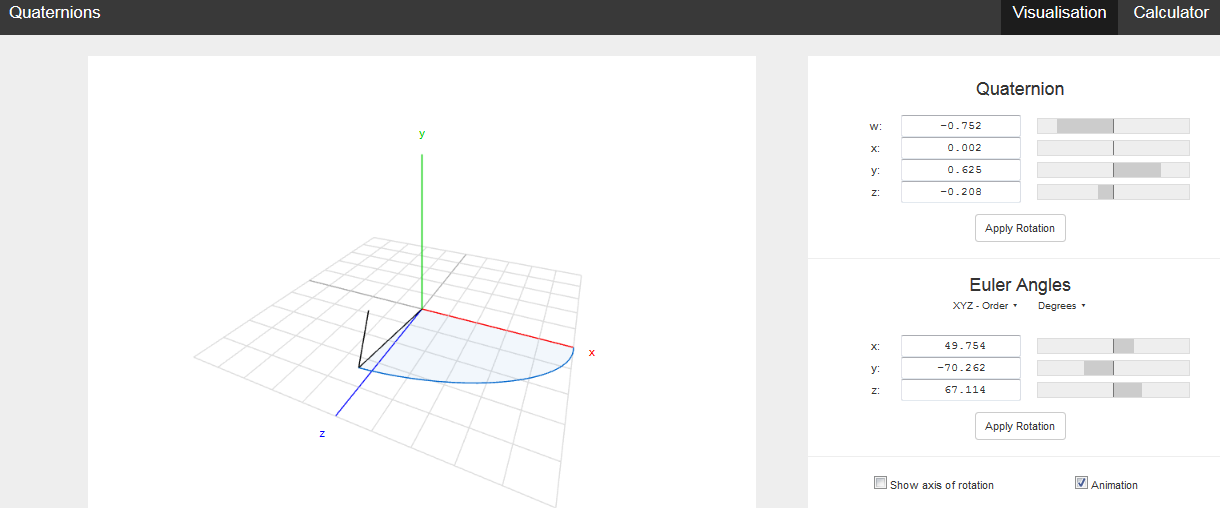 Quaternions Visualisation Calculator
y
x
z
Quaternion
w: -0.752
x: 0.002
y: 0.625
z: -0.208
Apply Rotation
Euler Angles
XYZ - Order Degrees
x: 49.754
y: -70.262
z: 67.114
Apply Rotation
Show axis of rotation Animation